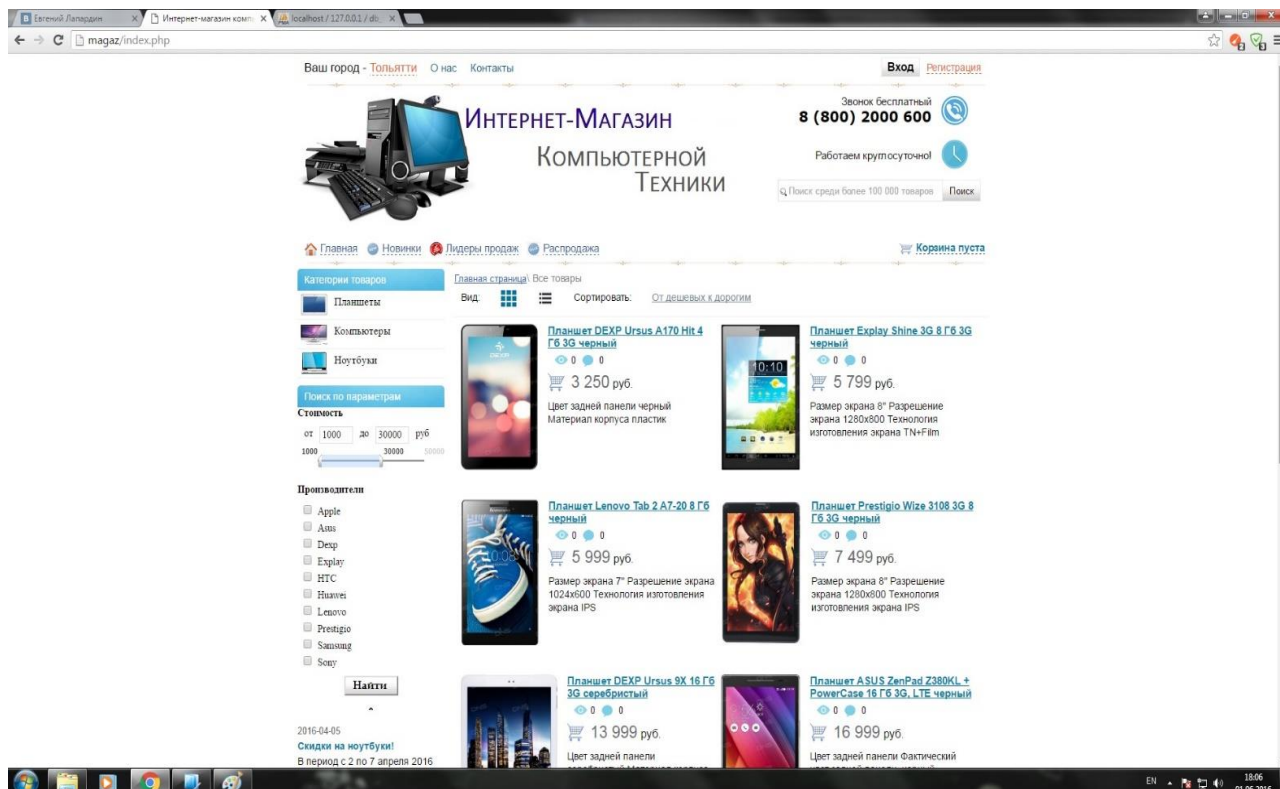 Евгений Лапардин
Интернет-магазин комп
localhost / 127.0.0.1 / db_
magaz/index.php
Ваш город - Тольятти О нас Контакты
Вход Регистрация
Интернет-Магазин
Компьютерной
Техники
Звонок бесплатный
8 (800) 2000 600
Работаем круглосуточно!
Поиск среди более 100 000 товаров Поиск
Главная Новинки Лидеры продаж Распродажа
Корзина пуста
Категории товаров
Планшеты
Компьютеры
Ноутбуки
Поиск по параметрам
Стоимость
от 1000 до 30000 руб
1000 30000 50000
Производители
Apple
Asus
Dexp
Explay
HTC
Huawei
Lenovo
Prestigio
Samsung
Sony
Найти
2016-04-05
Скидки на ноутбуки!
В период с 2 по 7 апреля 2016
Главная страница\ Все товары
Вид: Сортировать: От дешевых к дорогим
Планшет DEXP Ursus A170 Hit 4
Гб 3G черный
0 0
3 250 руб.
Цвет задней панели черный
Материал корпуса пластик
Планшет Explay Shine 3G 8 Гб 3G
черный
0 0
5 799 руб.
Размер экрана 8" Разрешение
экрана 1280x800 Технология
изготовления экрана TN+Film
Планшет Lenovo Tab 2 A7-20 8 Гб
черный
0 0
5 999 руб.
Размер экрана 7" Разрешение экрана
1024x600 Технология изготовления
экрана IPS
Планшет Prestigio Wize 3108 3G 8
Гб 3G черный
0 0
7 499 руб.
Размер экрана 8" Разрешение
экрана 1280x800 Технология
изготовления экрана IPS
Планшет DEXP Ursus 9X 16 Гб
3G серебристый
0 0
13 999 руб.
Цвет задней панели
Планшет ASUS ZenPad Z380KL +
PowerCase 16 Гб 3G, LTE черный
0 0
16 999 руб.
Цвет задней панели Фактический
DEXP
10:10
10:08
EN
18:06
01.06.2016